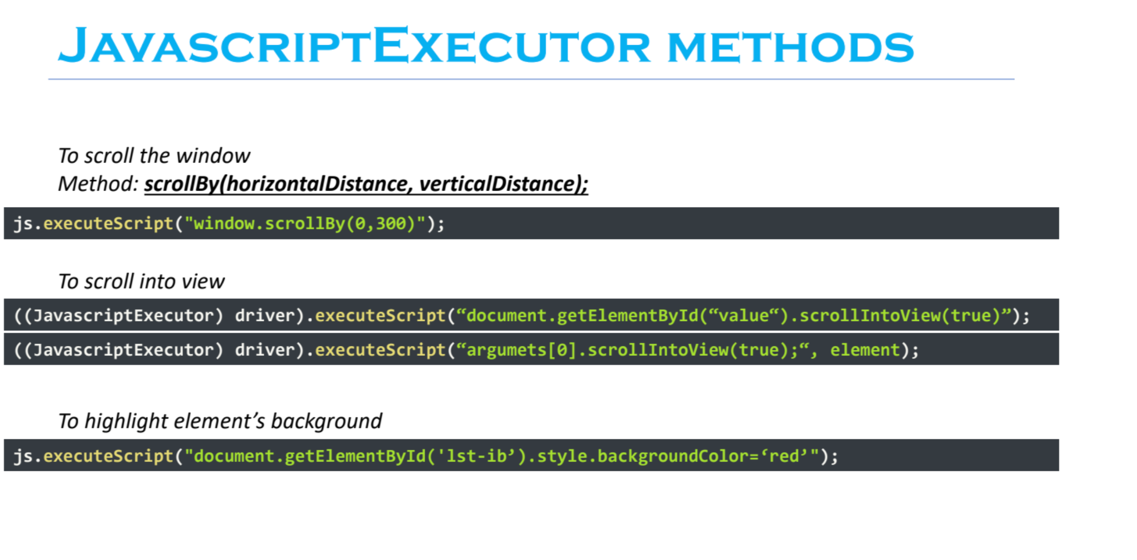 JavascriptExecutor methods
To scroll the window
Method: scrollBy(horizontalDistance, verticalDistance);
js.executeScript("window.scrollBy(0,300)");
To scroll into view
((JavascriptExecutor) driver).executeScript(“document.getElementById(“value“).scrollIntoView(true)”);
((JavascriptExecutor) driver).executeScript(“argumets[0].scrollIntoView(true);“, element);
To highlight element’s background
js.executeScript("document.getElementById('lst-ib’).style.backgroundColor=‘red’");